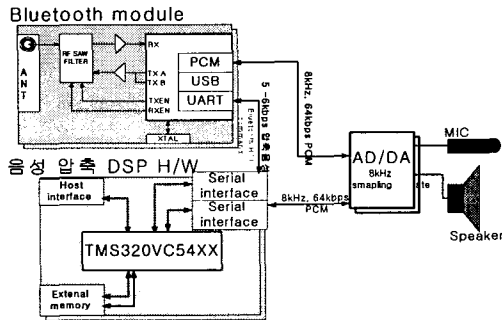 Bluetooth module
ANT
RF SAW
FILTER
RX
TX A
TX B
TXEN
RXEN
PCM
USB
UART
XTAL
8kHz, 64kbps PCM
MIC
AD/DA
8kHz
smapling
Speaker
음성 압축 DSP H/W
Host
interface
Serial
interface
Serial
interface
8kHz, 64kbps
PCM
TMS320VC54XX
Extenal
memory